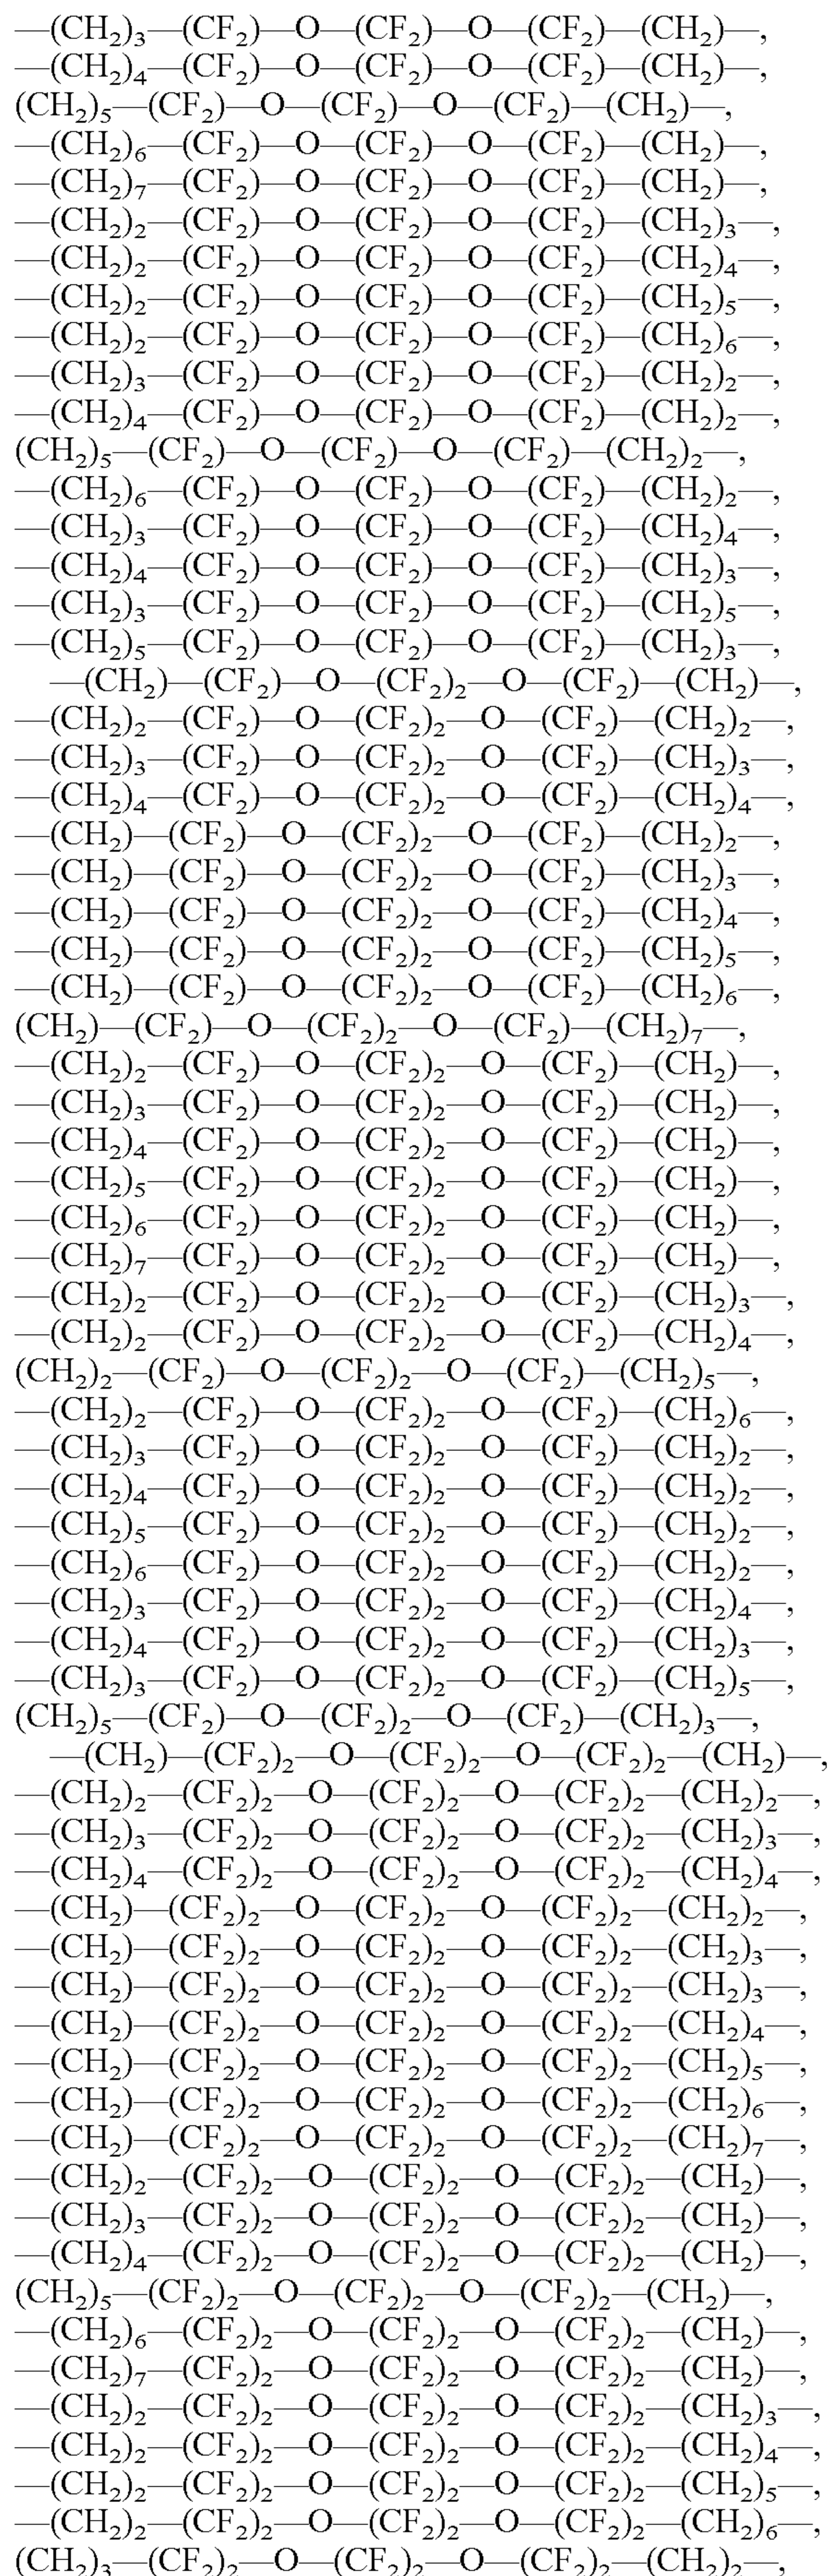 —(CH₂)₃—(CF₂)—O—(CF₂)—O—(CF₂)—(CH₂)—,
—(CH₂)₄—(CF₂)—O—(CF₂)—O—(CF₂)—(CH₂)—,
(CH₂)₅—(CF₂)—O—(CF₂)—O—(CF₂)—(CH₂)—,
—(CH₂)₆—(CF₂)—O—(CF₂)—O—(CF₂)—(CH₂)—,
—(CH₂)₇—(CF₂)—O—(CF₂)—O—(CF₂)—(CH₂)—,
—(CH₂)₂—(CF₂)—O—(CF₂)—O—(CF₂)—(CH₂)₃—,
—(CH₂)₂—(CF₂)—O—(CF₂)—O—(CF₂)—(CH₂)₄—,
—(CH₂)₂—(CF₂)—O—(CF₂)—O—(CF₂)—(CH₂)₅—,
—(CH₂)₂—(CF₂)—O—(CF₂)—O—(CF₂)—(CH₂)₆—,
—(CH₂)₃—(CF₂)—O—(CF₂)—O—(CF₂)—(CH₂)₂—,
—(CH₂)₄—(CF₂)—O—(CF₂)—O—(CF₂)—(CH₂)₂—,
(CH₂)₅—(CF₂)—O—(CF₂)—O—(CF₂)—(CH₂)₂—,
—(CH₂)₆—(CF₂)—O—(CF₂)—O—(CF₂)—(CH₂)₂—,
—(CH₂)₃—(CF₂)—O—(CF₂)—O—(CF₂)—(CH₂)₄—,
—(CH₂)₄—(CF₂)—O—(CF₂)—O—(CF₂)—(CH₂)₃—,
—(CH₂)₃—(CF₂)—O—(CF₂)—O—(CF₂)—(CH₂)₅—,
—(CH₂)₅—(CF₂)—O—(CF₂)—O—(CF₂)—(CH₂)₃—,
—(CH₂)—(CF₂)—O—(CF₂)₂—O—(CF₂)—(CH₂)—,
—(CH₂)₂—(CF₂)—O—(CF₂)₂—O—(CF₂)—(CH₂)₂—,
—(CH₂)₃—(CF₂)—O—(CF₂)₂—O—(CF₂)—(CH₂)₃—,
—(CH₂)₄—(CF₂)—O—(CF₂)₂—O—(CF₂)—(CH₂)₄—,
—(CH₂)—(CF₂)—O—(CF₂)₂—O—(CF₂)—(CH₂)₂—,
—(CH₂)—(CF₂)—O—(CF₂)₂—O—(CF₂)—(CH₂)₃—,
—(CH₂)—(CF₂)—O—(CF₂)₂—O—(CF₂)—(CH₂)₄—,
—(CH₂)—(CF₂)—O—(CF₂)₂—O—(CF₂)—(CH₂)₅—,
—(CH₂)—(CF₂)—O—(CF₂)₂—O—(CF₂)—(CH₂)₆—,
(CH₂)—(CF₂)—O—(CF₂)₂—O—(CF₂)—(CH₂)₇—,
—(CH₂)₂—(CF₂)—O—(CF₂)₂—O—(CF₂)—(CH₂)—,
—(CH₂)₃—(CF₂)—O—(CF₂)₂—O—(CF₂)—(CH₂)—,
—(CH₂)₄—(CF₂)—O—(CF₂)₂—O—(CF₂)—(CH₂)—,
—(CH₂)₅—(CF₂)—O—(CF₂)₂—O—(CF₂)—(CH₂)—,
—(CH₂)₆—(CF₂)—O—(CF₂)₂—O—(CF₂)—(CH₂)—,
—(CH₂)₇—(CF₂)—O—(CF₂)₂—O—(CF₂)—(CH₂)—,
—(CH₂)₂—(CF₂)—O—(CF₂)₂—O—(CF₂)—(CH₂)₃—,
—(CH₂)₂—(CF₂)—O—(CF₂)₂—O—(CF₂)—(CH₂)₄—,
(CH₂)₂—(CF₂)—O—(CF₂)₂—O—(CF₂)—(CH₂)₅—,
—(CH₂)₂—(CF₂)—O—(CF₂)₂—O—(CF₂)—(CH₂)₆—,
—(CH₂)₃—(CF₂)—O—(CF₂)₂—O—(CF₂)—(CH₂)₂—,
—(CH₂)₄—(CF₂)—O—(CF₂)₂—O—(CF₂)—(CH₂)₂—,
—(CH₂)₅—(CF₂)—O—(CF₂)₂—O—(CF₂)—(CH₂)₂—,
—(CH₂)₆—(CF₂)—O—(CF₂)₂—O—(CF₂)—(CH₂)₂—,
—(CH₂)₃—(CF₂)—O—(CF₂)₂—O—(CF₂)—(CH₂)₄—,
—(CH₂)₄—(CF₂)—O—(CF₂)₂—O—(CF₂)—(CH₂)₃—,
—(CH₂)₃—(CF₂)—O—(CF₂)₂—O—(CF₂)—(CH₂)₅—,
(CH₂)₅—(CF₂)—O—(CF₂)₂—O—(CF₂)—(CH₂)₃—,
—(CH₂)—(CF₂)₂—O—(CF₂)₂—O—(CF₂)₂—(CH₂)—,
—(CH₂)₂—(CF₂)₂—O—(CF₂)₂—O—(CF₂)₂—(CH₂)₂—,
—(CH₂)₃—(CF₂)₂—O—(CF₂)₂—O—(CF₂)₂—(CH₂)₃—,
—(CH₂)₄—(CF₂)₂—O—(CF₂)₂—O—(CF₂)₂—(CH₂)₄—,
—(CH₂)—(CF₂)₂—O—(CF₂)₂—O—(CF₂)₂—(CH₂)₂—,
—(CH₂)—(CF₂)₂—O—(CF₂)₂—O—(CF₂)₂—(CH₂)₃—,
—(CH₂)—(CF₂)₂—O—(CF₂)₂—O—(CF₂)₂—(CH₂)₃—,
—(CH₂)—(CF₂)₂—O—(CF₂)₂—O—(CF₂)₂—(CH₂)₄—,
—(CH₂)—(CF₂)₂—O—(CF₂)₂—O—(CF₂)₂—(CH₂)₅—,
—(CH₂)—(CF₂)₂—O—(CF₂)₂—O—(CF₂)₂—(CH₂)₆—,
—(CH₂)—(CF₂)₂—O—(CF₂)₂—O—(CF₂)₂—(CH₂)₇—,
—(CH₂)₂—(CF₂)₂—O—(CF₂)₂—O—(CF₂)₂—(CH₂)—,
—(CH₂)₃—(CF₂)₂—O—(CF₂)₂—O—(CF₂)₂—(CH₂)—,
—(CH₂)₄—(CF₂)₂—O—(CF₂)₂—O—(CF₂)₂—(CH₂)—,
(CH₂)₅—(CF₂)₂—O—(CF₂)₂—O—(CF₂)₂—(CH₂)—,
—(CH₂)₆—(CF₂)₂—O—(CF₂)₂—O—(CF₂)₂—(CH₂)—,
—(CH₂)₇—(CF₂)₂—O—(CF₂)₂—O—(CF₂)₂—(CH₂)—,
—(CH₂)₂—(CF₂)₂—O—(CF₂)₂—O—(CF₂)₂—(CH₂)₃—,
—(CH₂)₂—(CF₂)₂—O—(CF₂)₂—O—(CF₂)₂—(CH₂)₄—,
—(CH₂)₂—(CF₂)₂—O—(CF₂)₂—O—(CF₂)₂—(CH₂)₅—,
—(CH₂)₂—(CF₂)₂—O—(CF₂)₂—O—(CF₂)₂—(CH₂)₆—,
(CH₂)₃—(CF₂)₂—O—(CF₂)₂—O—(CF₂)₂—(CH₂)₂—,